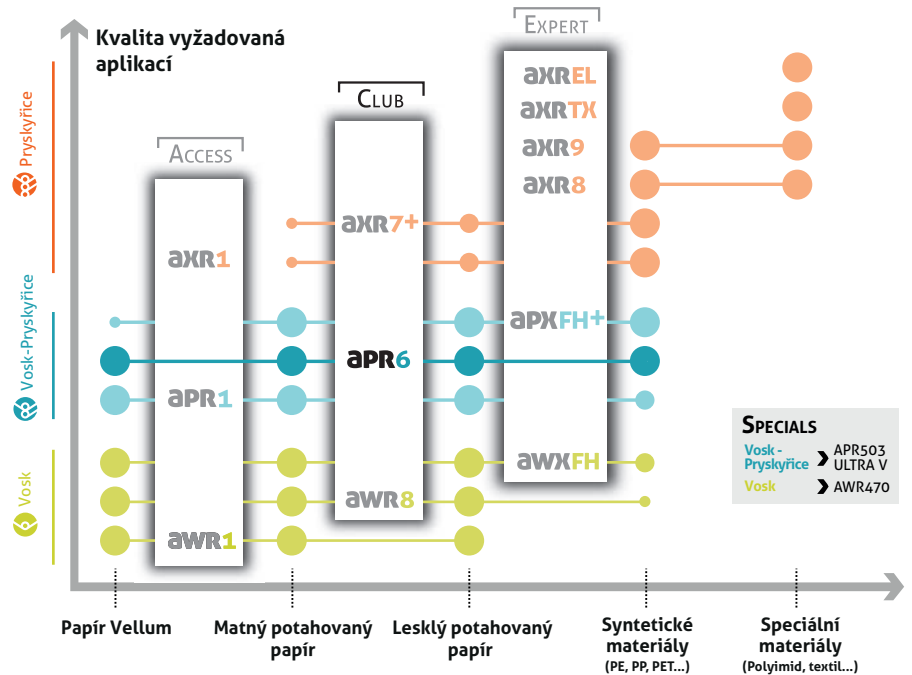 Kvalita vyžadovaná
aplikací
Access
Club
Expert
axrEL
axrTX
axr9
axr8
axr7+
axr1
apxFH+
apr6
apr1
awxFH
awr8
awr1
Pryskyřice
Vosk-Pryskyřice
Vosk
Specials
Vosk -
Pryskyřice
APR503
ULTRA V
Vosk
AWR470
Papír Vellum
Matný potahovaný
papír
Lesklý potahovaný
papír
Syntetické
materiály
(PE, PP, PET...)
Speciální
materiály
(Polyimid, textil...)